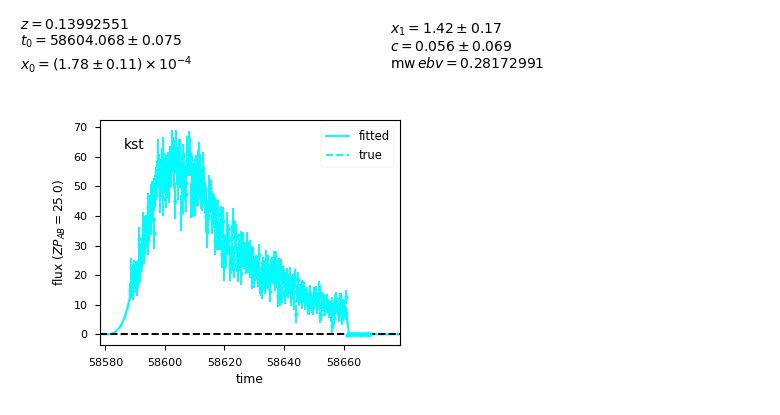 z = 0.13992551
t₀ = 58604.068 ± 0.075
x₀ = (1.78 ± 0.11) × 10⁻⁴
x₁ = 1.42 ± 0.17
c = 0.056 ± 0.069
mw ebv = 0.28172991
kst
fitted
true
70
60
50
40
30
20
10
0
flux (ZP_AB = 25.0)
58580 58600 58620 58640 58660
time